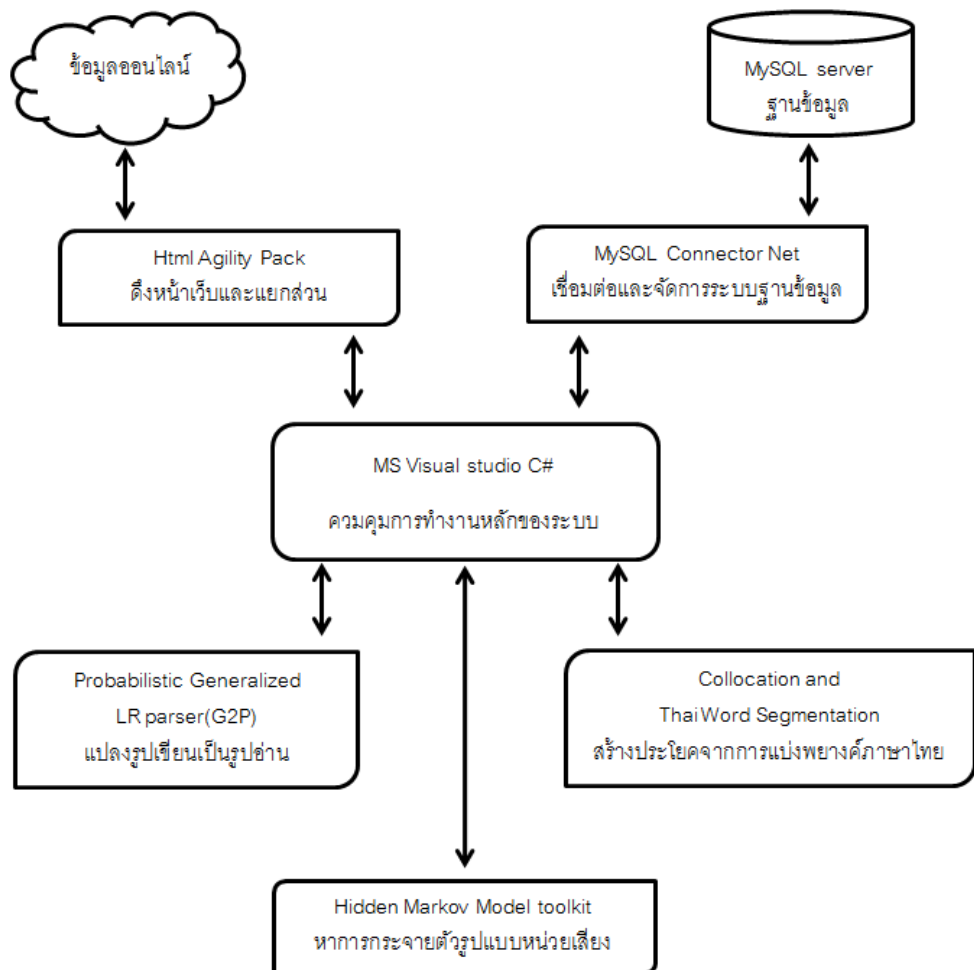 ข้อมูลออนไลน์
MySQL server
ฐานข้อมูล
Html Agility Pack
ดึงหน้าเว็บและแยกส่วน
MySQL Connector Net
เชื่อมต่อและจัดการระบบฐานข้อมูล
MS Visual studio C#
ควมคุมการทำงานหลักของระบบ
Probabilistic Generalized
LR parser(G2P)
แปลงรูปเขียนเป็นรูปอ่าน
Collocation and
Thai Word Segmentation
สร้างประโยคจากการแบ่งพยางค์ภาษาไทย
Hidden Markov Model toolkit
หาการกระจายตัวรูปแบบหน่วยเสียง